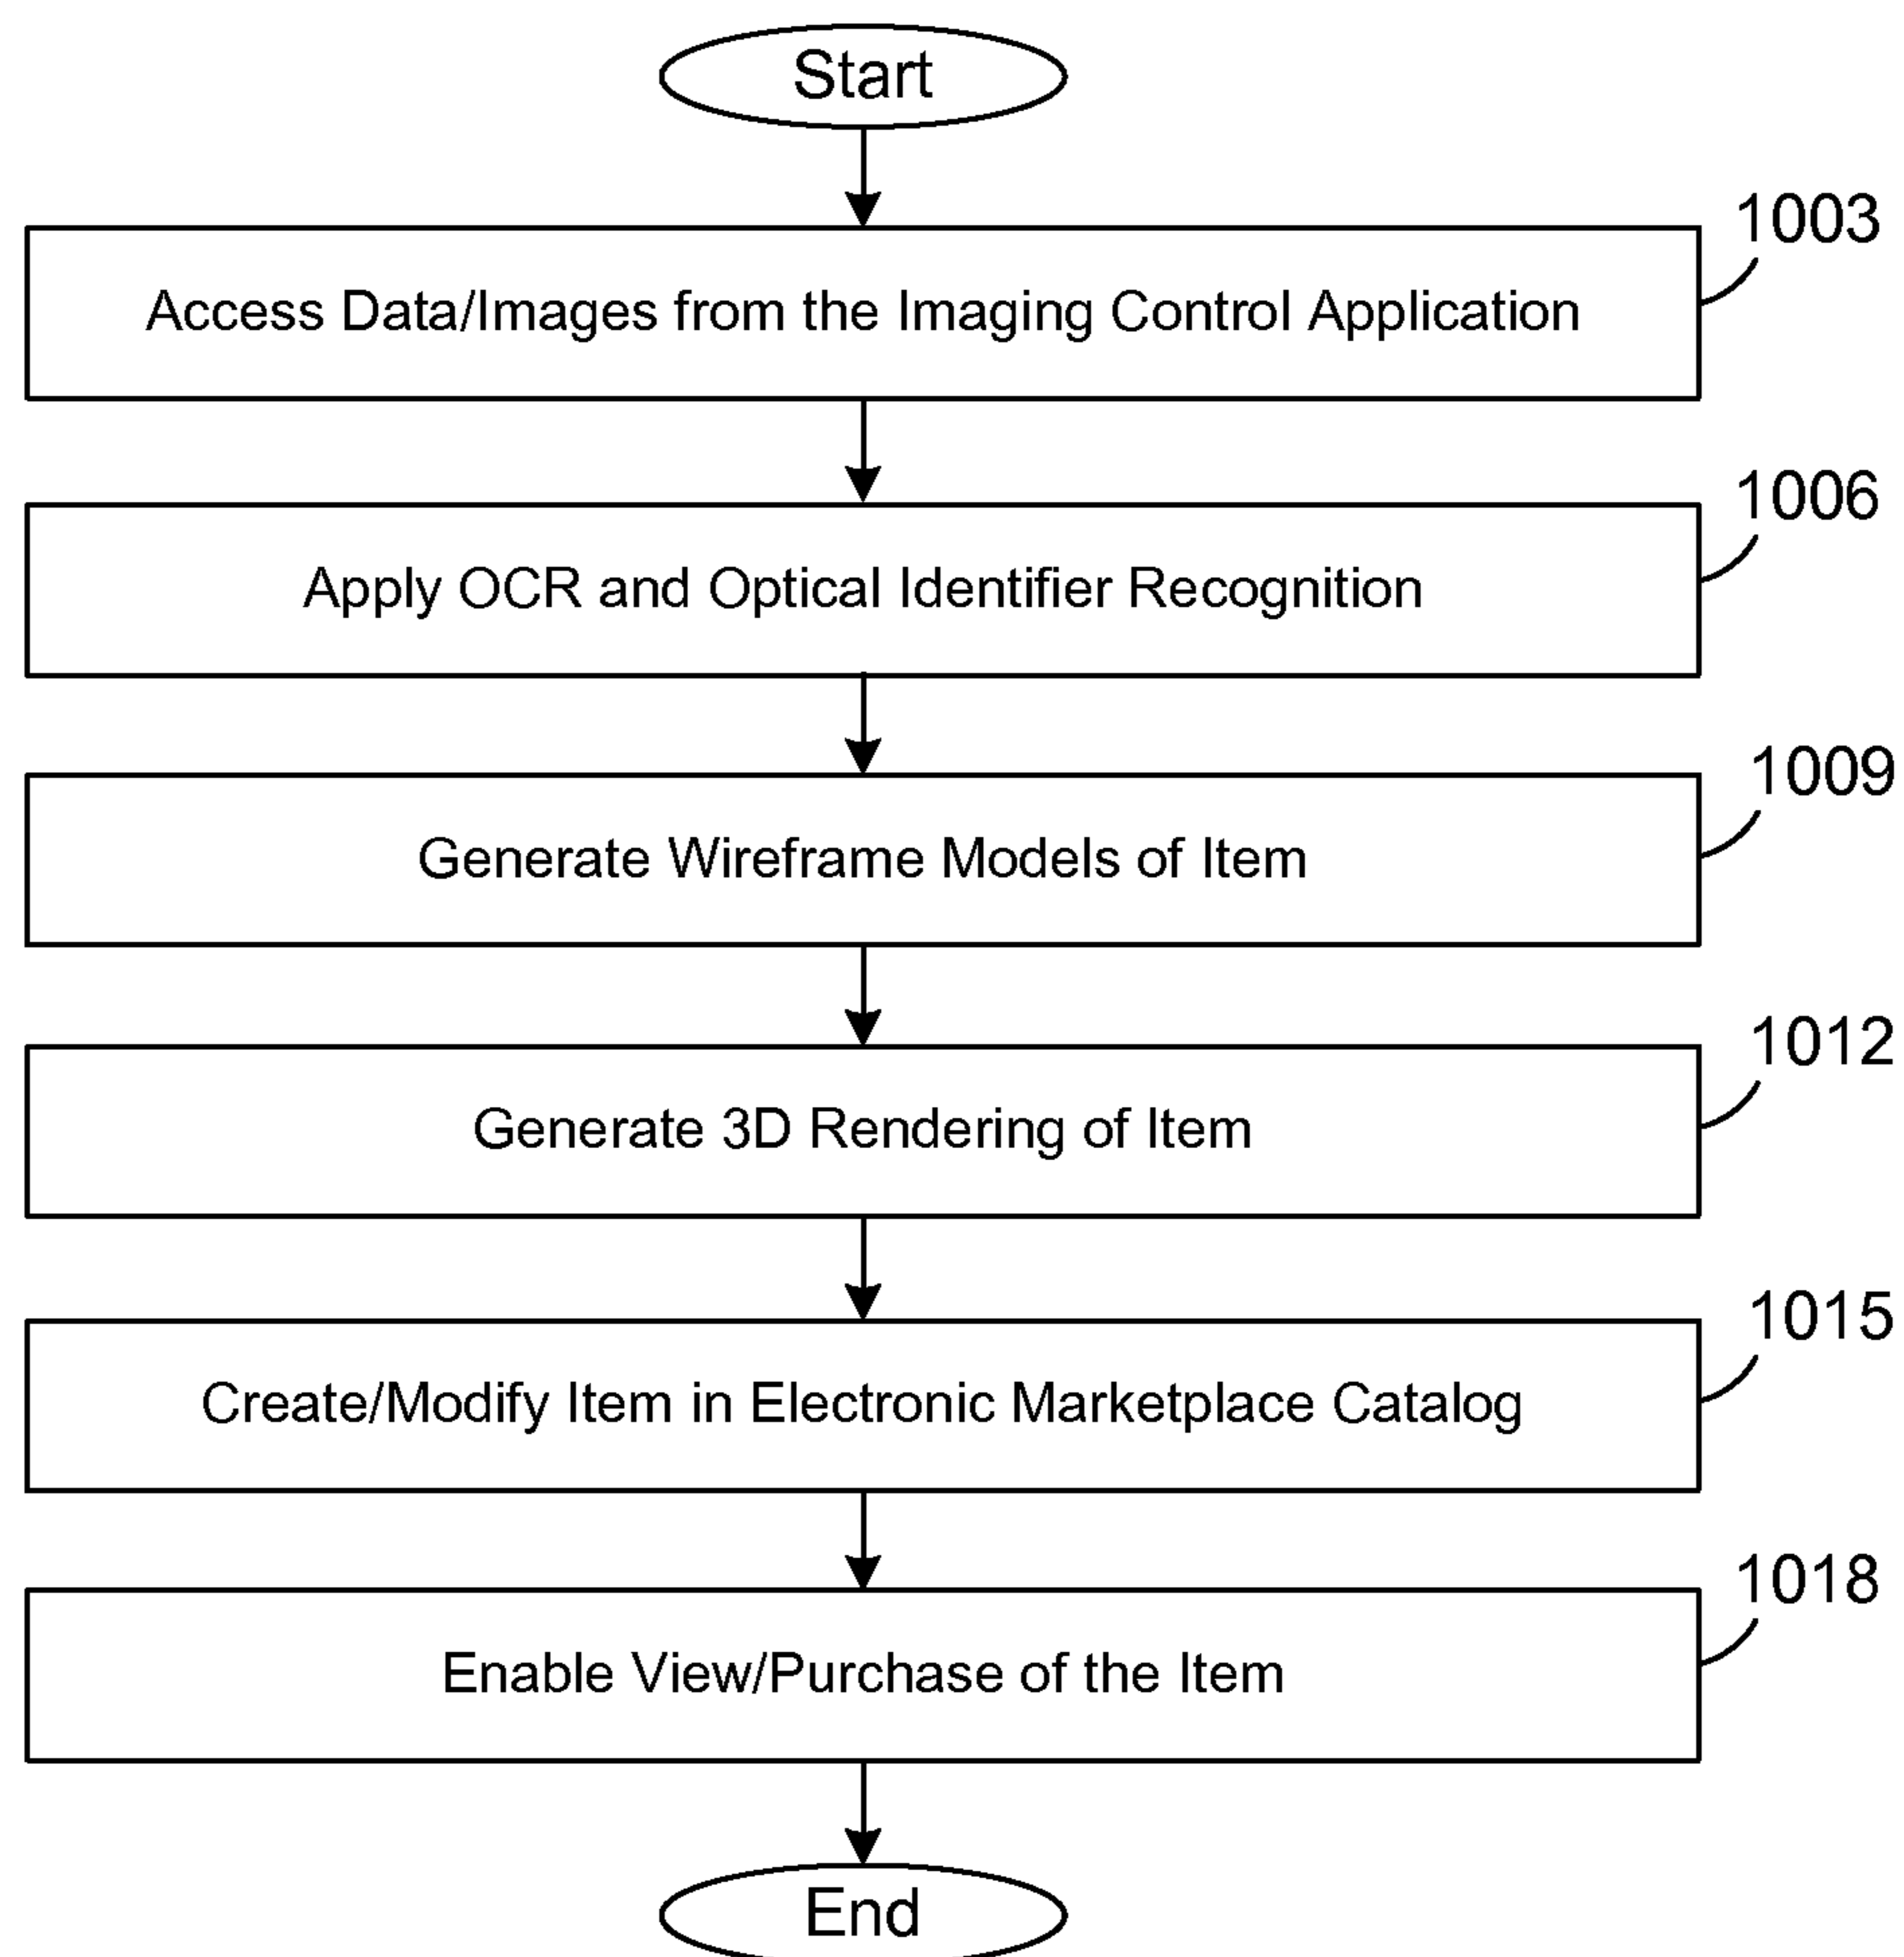 Start
1003
Access Data/Images from the Imaging Control Application
1006
Apply OCR and Optical Identifier Recognition
1009
Generate Wireframe Models of Item
1012
Generate 3D Rendering of Item
1015
Create/Modify Item in Electronic Marketplace Catalog
1018
Enable View/Purchase of the Item
End